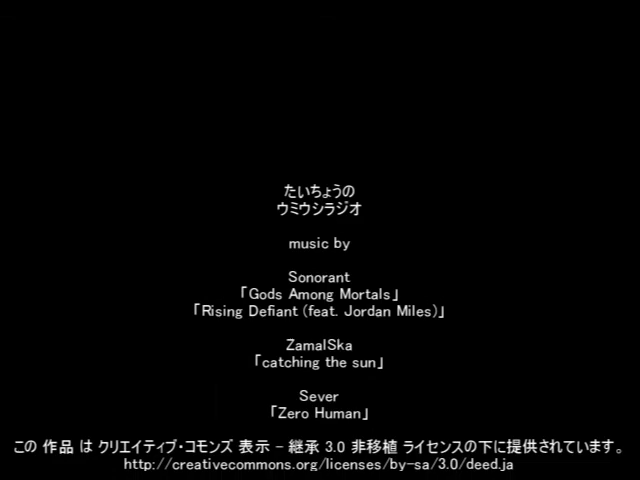 たいちょうの
ウミウシラジオ
music by
Sonorant
「Gods Among Mortals」
「Rising Defiant (feat. Jordan Miles)」
ZamalSka
「catching the sun」
Sever
「Zero Human」
この 作品 は クリエイティブ・コモンズ 表示 - 継承 3.0 非移植 ライセンスの下に提供されています。
http://creativecommons.org/licenses/by-sa/3.0/deed.ja